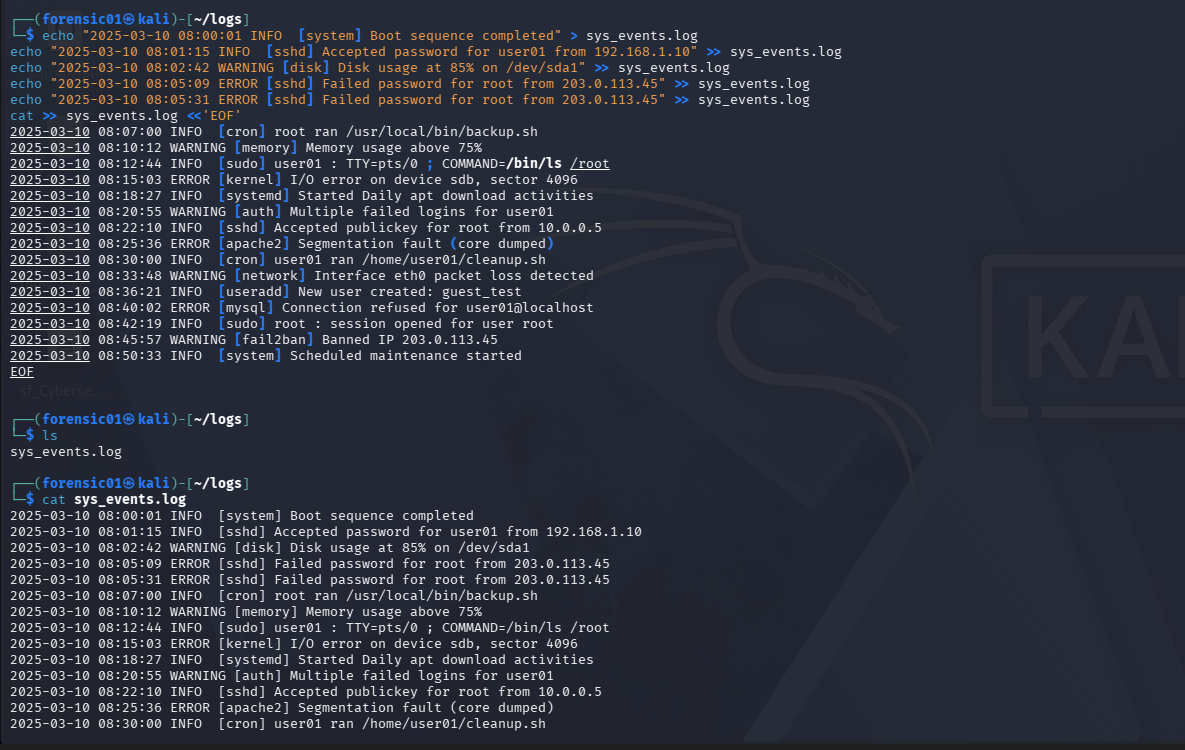 ┌──(forensic01㉿kali)-[~/logs]
└─$ echo "2025-03-10 08:00:01 INFO  [system] Boot sequence completed" > sys_events.log
echo "2025-03-10 08:01:15 INFO  [sshd] Accepted password for user01 from 192.168.1.10" >> sys_events.log
echo "2025-03-10 08:02:42 WARNING [disk] Disk usage at 85% on /dev/sda1" >> sys_events.log
echo "2025-03-10 08:05:09 ERROR [sshd] Failed password for root from 203.0.113.45" >> sys_events.log
echo "2025-03-10 08:05:31 ERROR [sshd] Failed password for root from 203.0.113.45" >> sys_events.log
cat >> sys_events.log <<'EOF'
2025-03-10 08:07:00 INFO  [cron] root ran /usr/local/bin/backup.sh
2025-03-10 08:10:12 WARNING [memory] Memory usage above 75%
2025-03-10 08:12:44 INFO  [sudo] user01 : TTY=pts/0 ; COMMAND=/bin/ls /root
2025-03-10 08:15:03 ERROR [kernel] I/O error on device sdb, sector 4096
2025-03-10 08:18:27 INFO  [systemd] Started Daily apt download activities
2025-03-10 08:20:55 WARNING [auth] Multiple failed logins for user01
2025-03-10 08:22:10 INFO  [sshd] Accepted publickey for root from 10.0.0.5
2025-03-10 08:25:36 ERROR [apache2] Segmentation fault (core dumped)
2025-03-10 08:30:00 INFO  [cron] user01 ran /home/user01/cleanup.sh
2025-03-10 08:33:48 WARNING [network] Interface eth0 packet loss detected
2025-03-10 08:36:21 INFO  [useradd] New user created: guest_test
2025-03-10 08:40:02 ERROR [mysql] Connection refused for user01@localhost
2025-03-10 08:42:19 INFO  [sudo] root : session opened for user root
2025-03-10 08:45:57 WARNING [fail2ban] Banned IP 203.0.113.45
2025-03-10 08:50:33 INFO  [system] Scheduled maintenance started
EOF
sf_Cyberse...
KA
┌──(forensic01㉿kali)-[~/logs]
└─$ ls
sys_events.log
┌──(forensic01㉿kali)-[~/logs]
└─$ cat sys_events.log
2025-03-10 08:00:01 INFO  [system] Boot sequence completed
2025-03-10 08:01:15 INFO  [sshd] Accepted password for user01 from 192.168.1.10
2025-03-10 08:02:42 WARNING [disk] Disk usage at 85% on /dev/sda1
2025-03-10 08:05:09 ERROR [sshd] Failed password for root from 203.0.113.45
2025-03-10 08:05:31 ERROR [sshd] Failed password for root from 203.0.113.45
2025-03-10 08:07:00 INFO  [cron] root ran /usr/local/bin/backup.sh
2025-03-10 08:10:12 WARNING [memory] Memory usage above 75%
2025-03-10 08:12:44 INFO  [sudo] user01 : TTY=pts/0 ; COMMAND=/bin/ls /root
2025-03-10 08:15:03 ERROR [kernel] I/O error on device sdb, sector 4096
2025-03-10 08:18:27 INFO  [systemd] Started Daily apt download activities
2025-03-10 08:20:55 WARNING [auth] Multiple failed logins for user01
2025-03-10 08:22:10 INFO  [sshd] Accepted publickey for root from 10.0.0.5
2025-03-10 08:25:36 ERROR [apache2] Segmentation fault (core dumped)
2025-03-10 08:30:00 INFO  [cron] user01 ran /home/user01/cleanup.sh